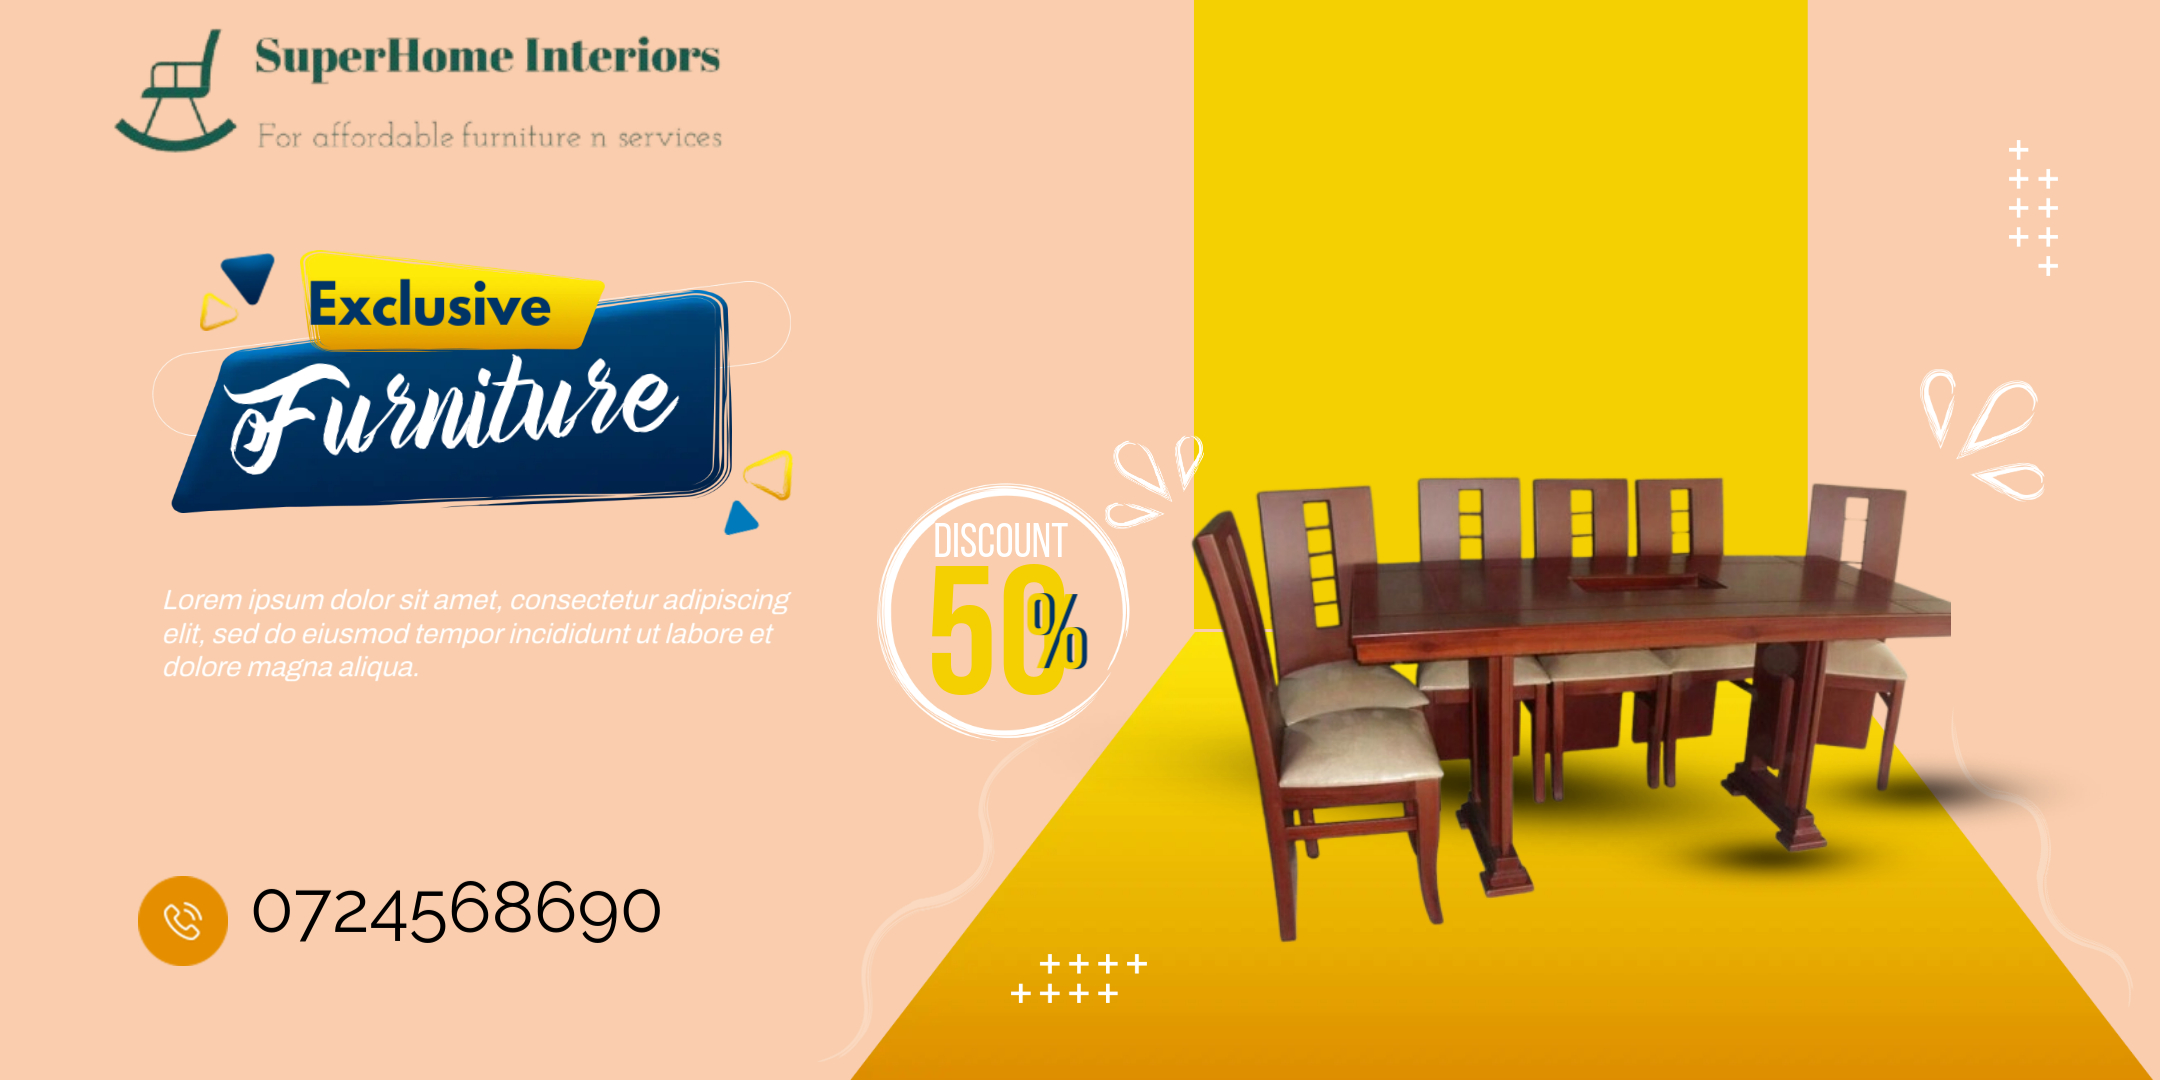 SuperHome Interiors
For affordable furniture n services
Exclusive
Furniture
DISCOUNT
50%
Lorem ipsum dolor sit amet, consectetur adipiscing
elit, sed do eiusmod tempor incididunt ut labore et
dolore magna aliqua.
0724568690